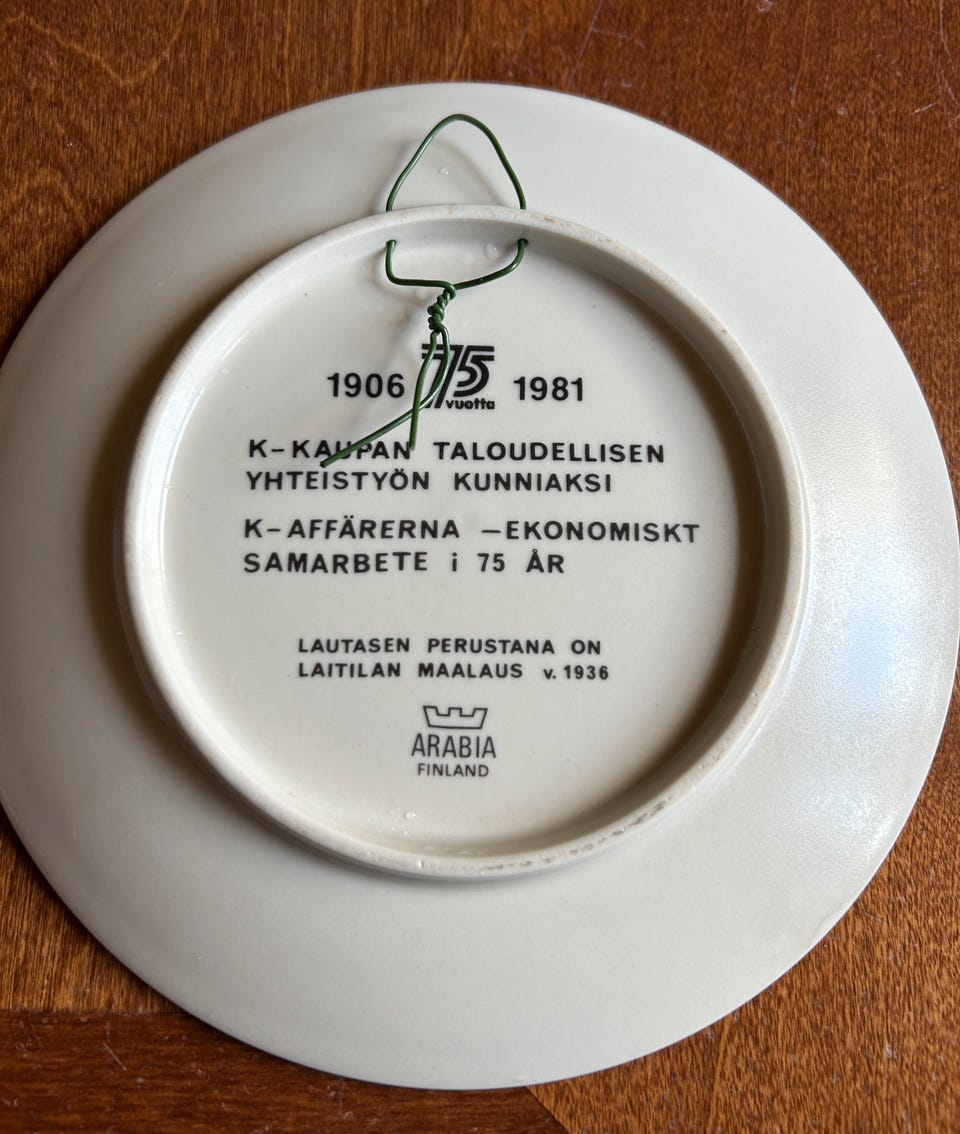 1906 75 1981
vuotta
K-KAUPAN TALOUDELLISEN
YHTEISTYÖN KUNNIAKSI
K-AFFÄRERNA -EKONOMISKT
SAMARBETE i 75 ÅR
LAUTASEN PERUSTANA ON
LAITILAN MAALAUS v. 1936
ARABIA
FINLAND